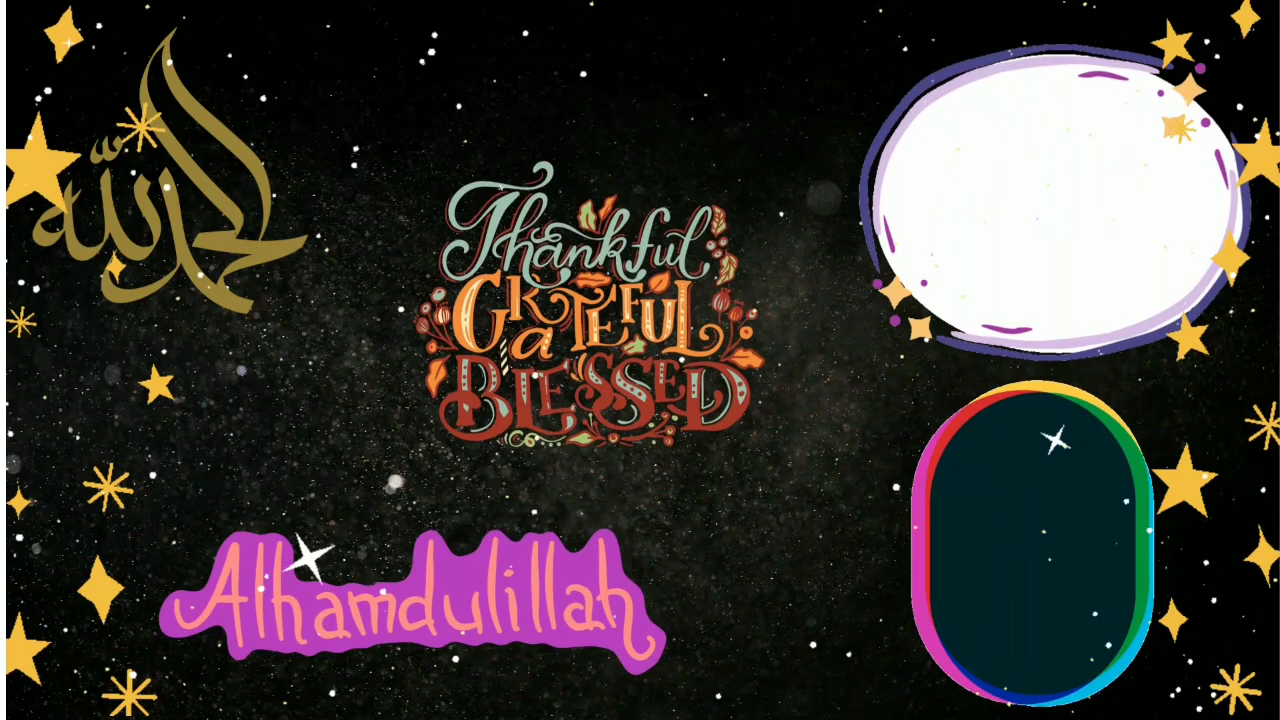 الحمد لله
Thankful
GRaTEFUL
BLESSED
Alhamdulillah